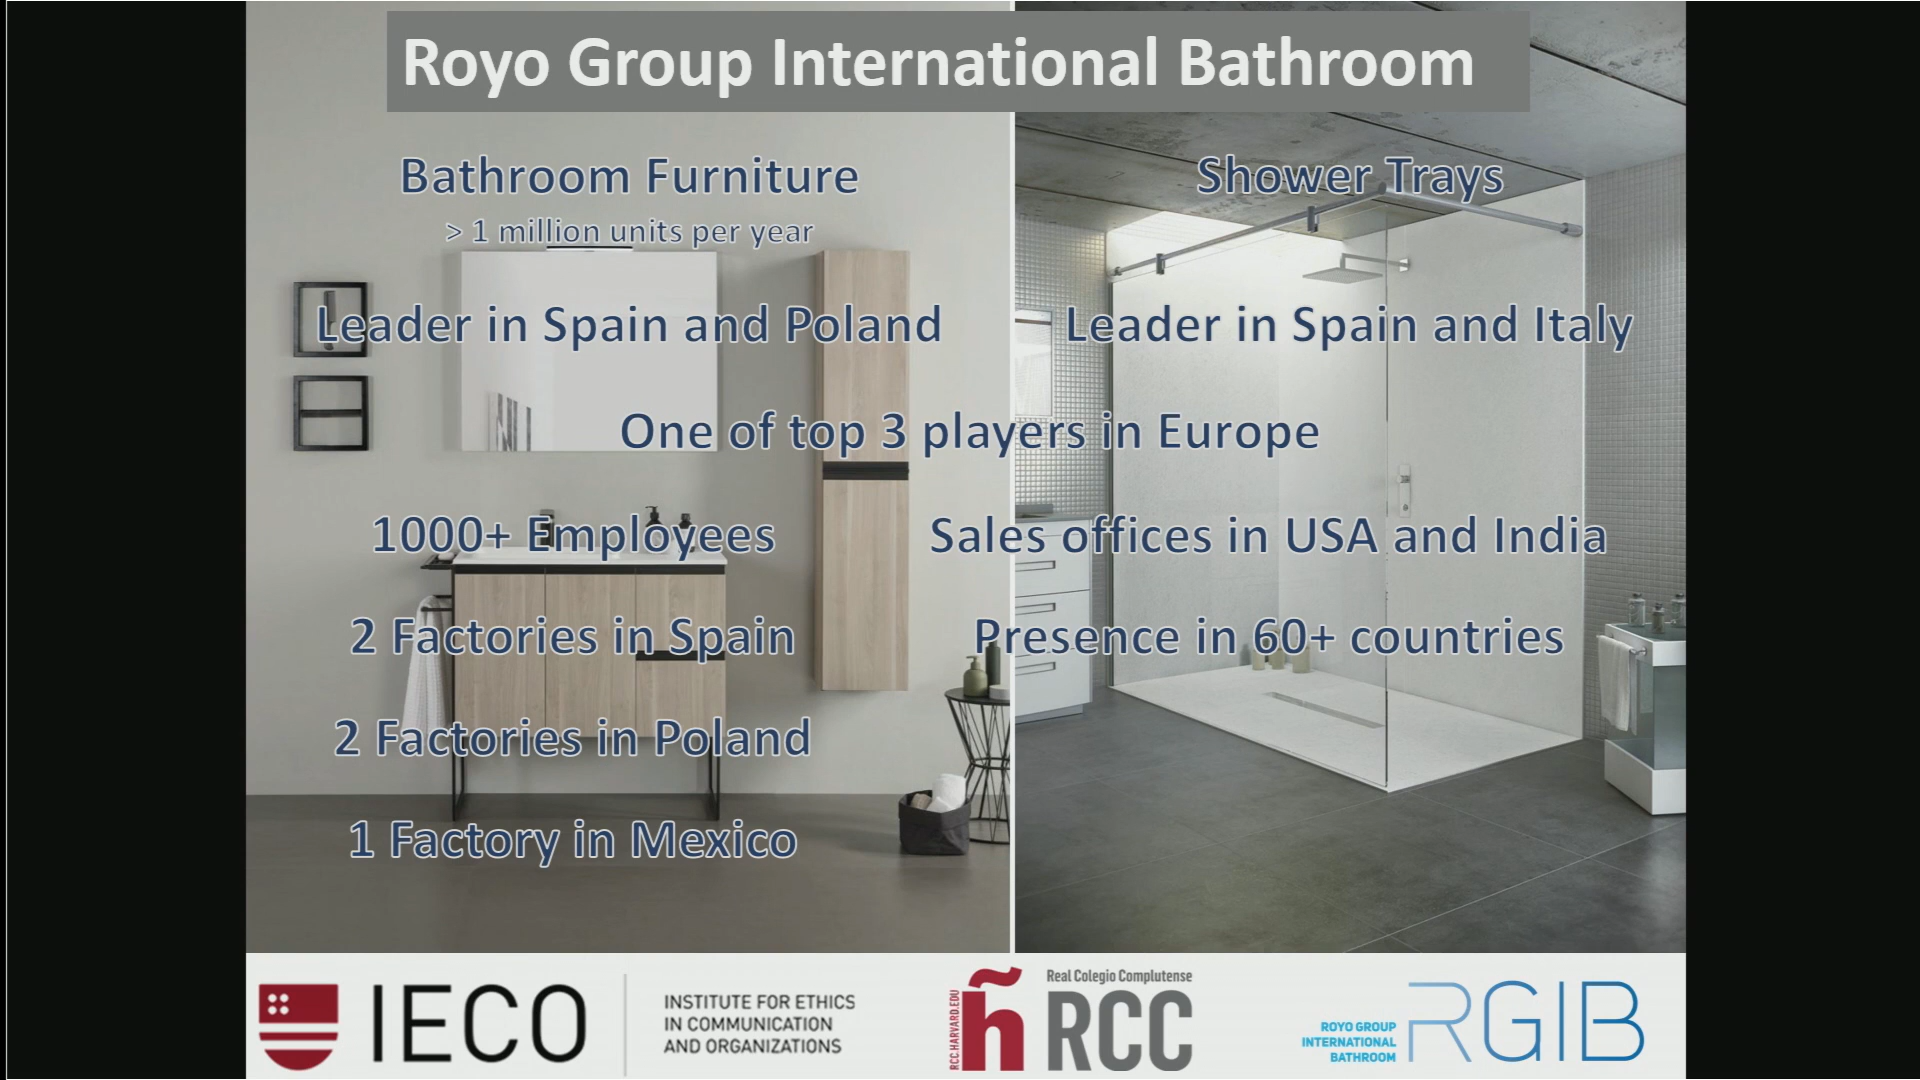 Royo Group International Bathroom
Bathroom Furniture
> 1 million units per year
Shower Trays
Leader in Spain and Poland
Leader in Spain and Italy
One of top 3 players in Europe
1000+ Employees
Sales offices in USA and India
2 Factories in Spain
Presence in 60+ countries
2 Factories in Poland
1 Factory in Mexico
IECO
INSTITUTE FOR ETHICS
IN COMMUNICATION
AND ORGANIZATIONS
RCC.HARVARD.EDU
ñ
Real Colegio Complutense
RCC
ROYO GROUP
INTERNATIONAL
BATHROOM
RGIB